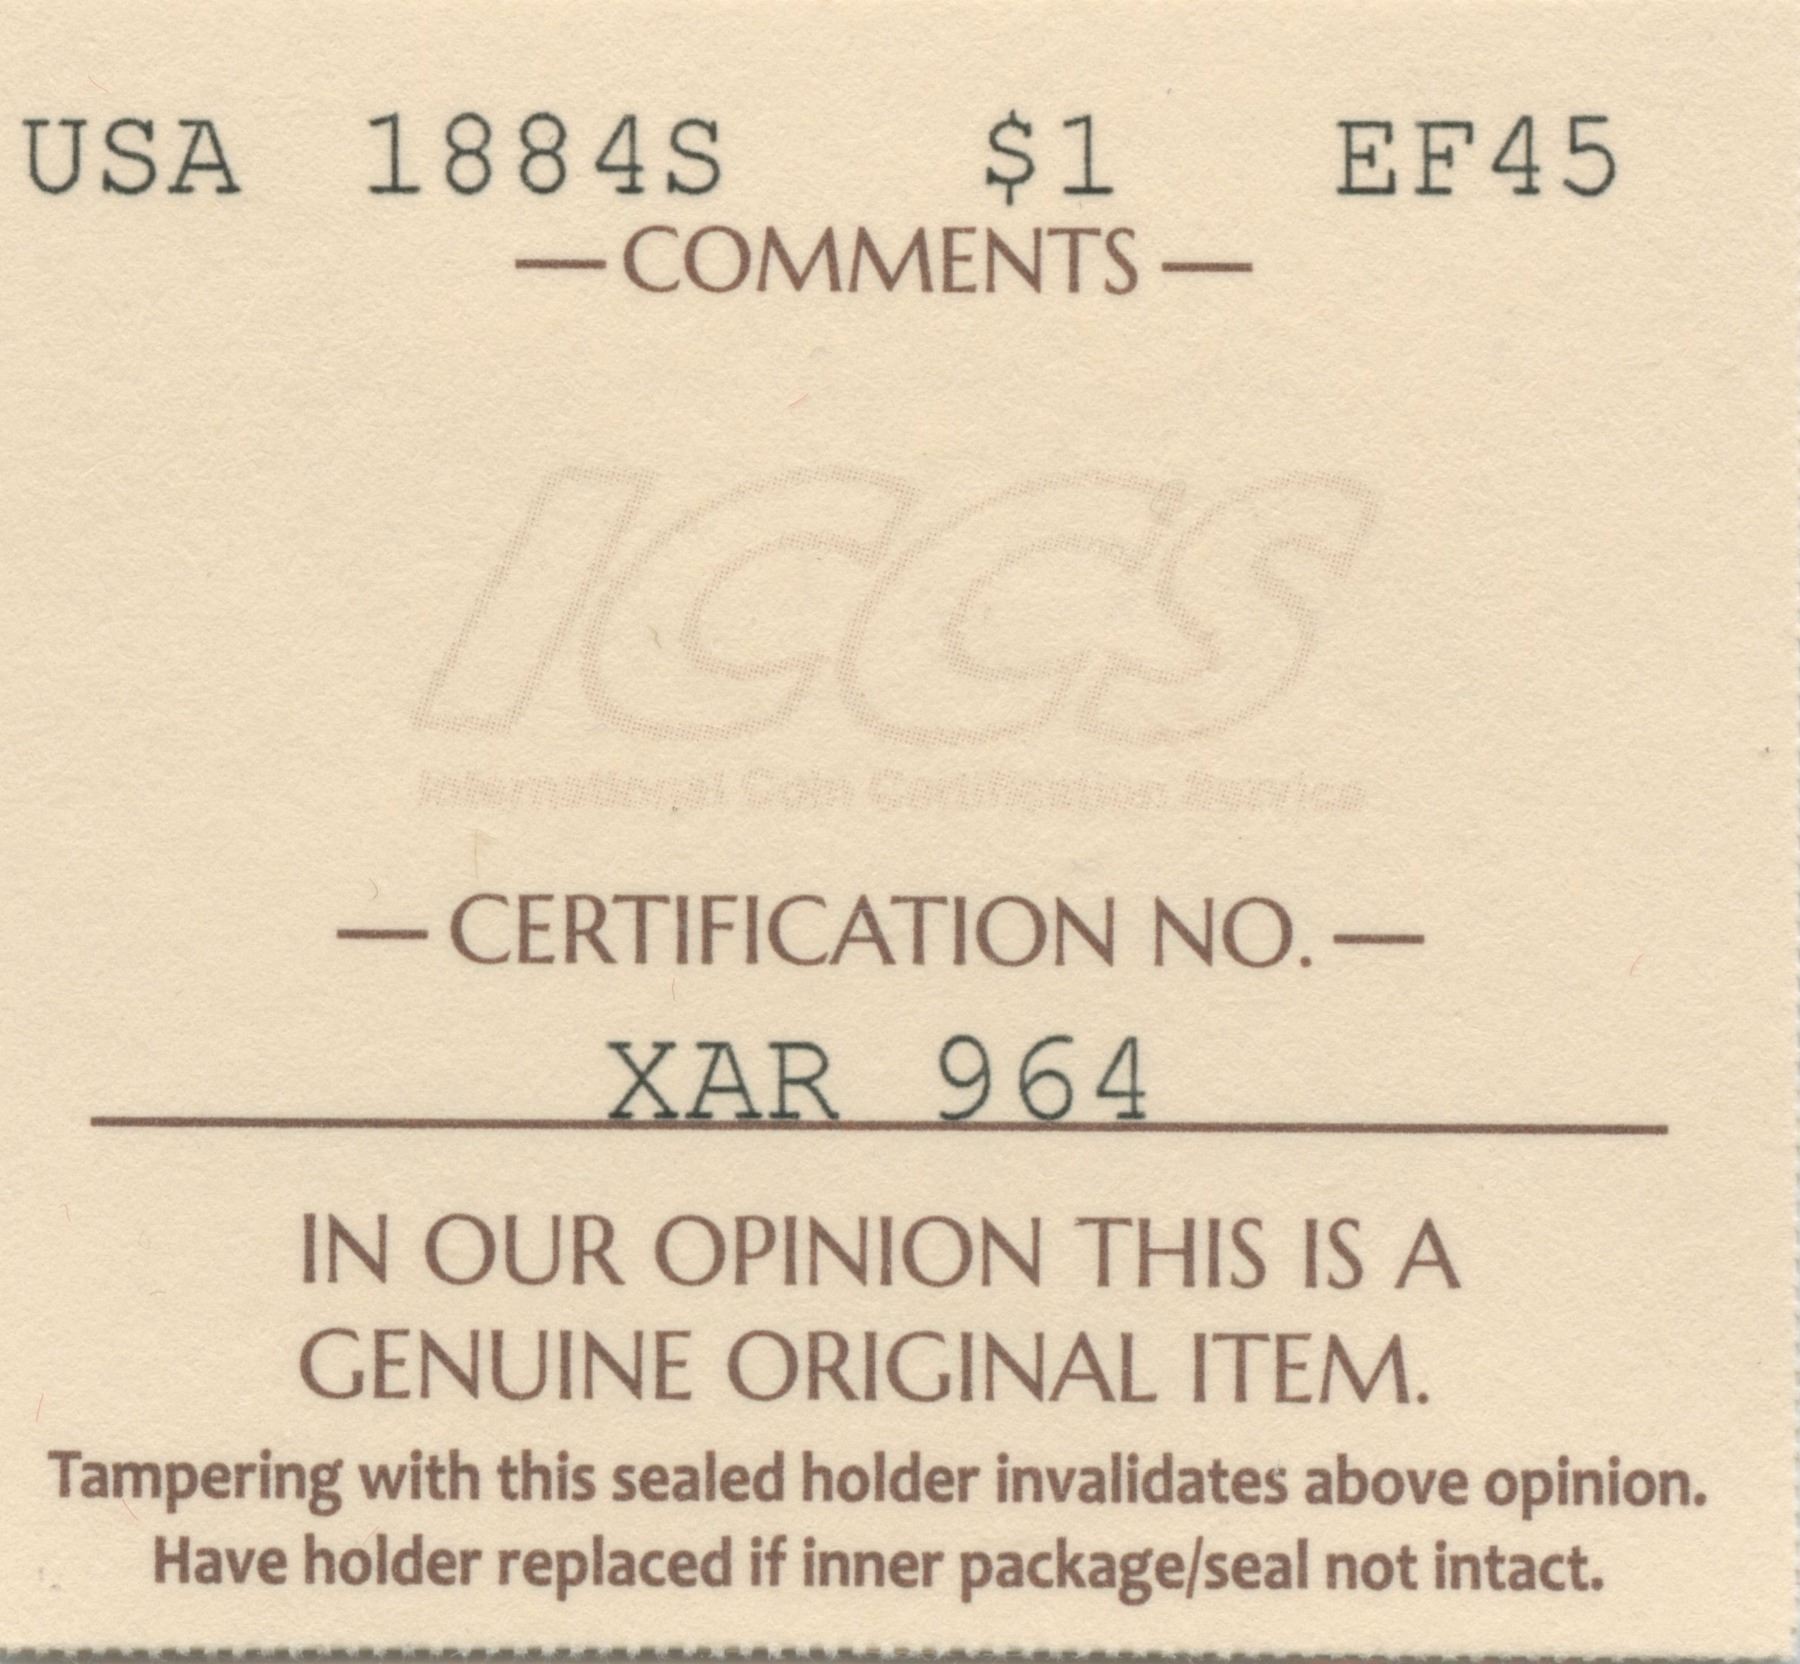 USA 1884S $1 EF45
—COMMENTS—
ICCS
International Coin Certification Service
—CERTIFICATION NO.—
XAR 964
IN OUR OPINION THIS IS A
GENUINE ORIGINAL ITEM.
Tampering with this sealed holder invalidates above opinion.
Have holder replaced if inner package/seal not intact.